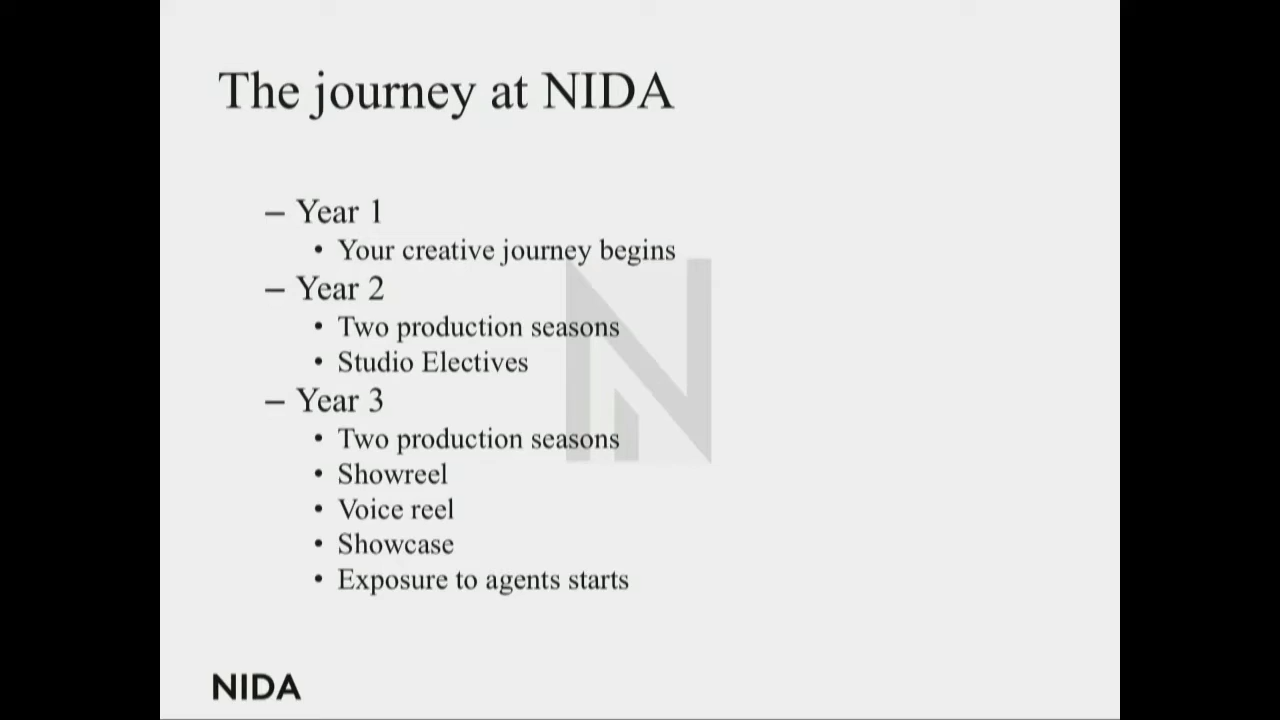 The journey at NIDA
– Year 1
• Your creative journey begins
– Year 2
• Two production seasons
• Studio Electives
– Year 3
• Two production seasons
• Showreel
• Voice reel
• Showcase
• Exposure to agents starts
NIDA